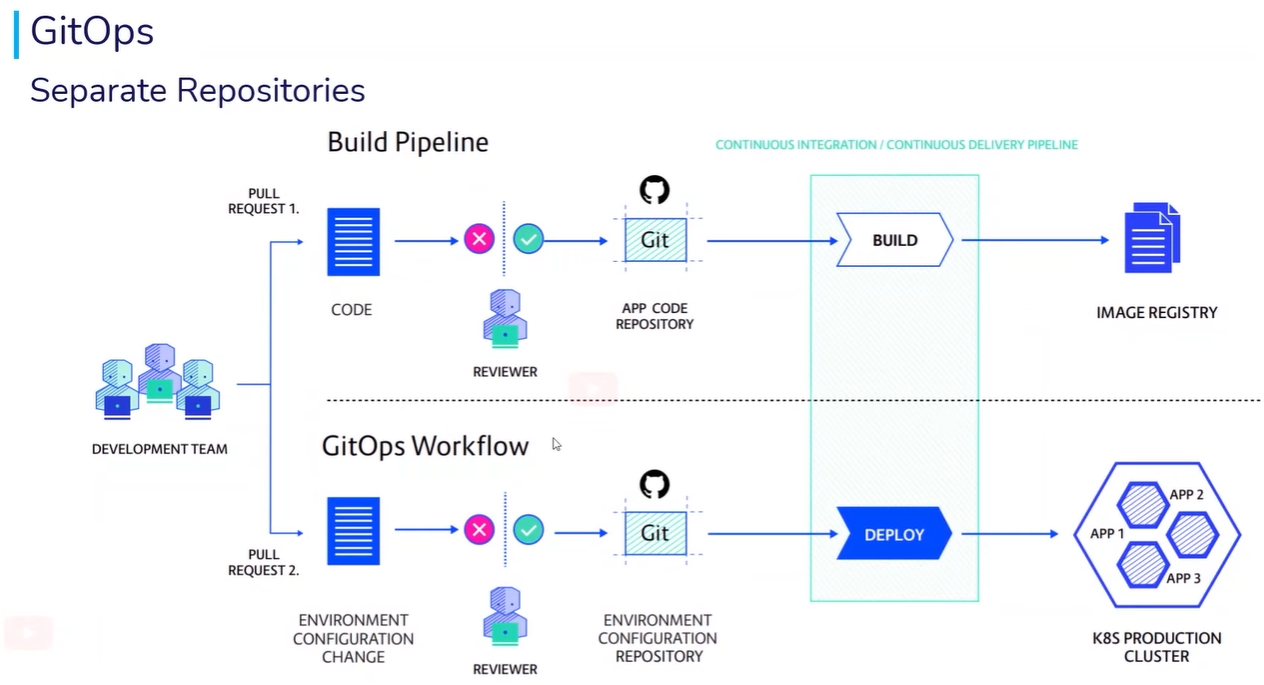 GitOps
Separate Repositories
Build Pipeline
CONTINUOUS INTEGRATION / CONTINUOUS DELIVERY PIPELINE
PULL
REQUEST 1.
Git
BUILD
CODE
APP CODE
REPOSITORY
IMAGE REGISTRY
REVIEWER
DEVELOPMENT TEAM
GitOps Workflow
PULL
REQUEST 2.
Git
DEPLOY
APP 2
APP 1
APP 3
ENVIRONMENT
CONFIGURATION
CHANGE
REVIEWER
ENVIRONMENT
CONFIGURATION
REPOSITORY
K8S PRODUCTION
CLUSTER